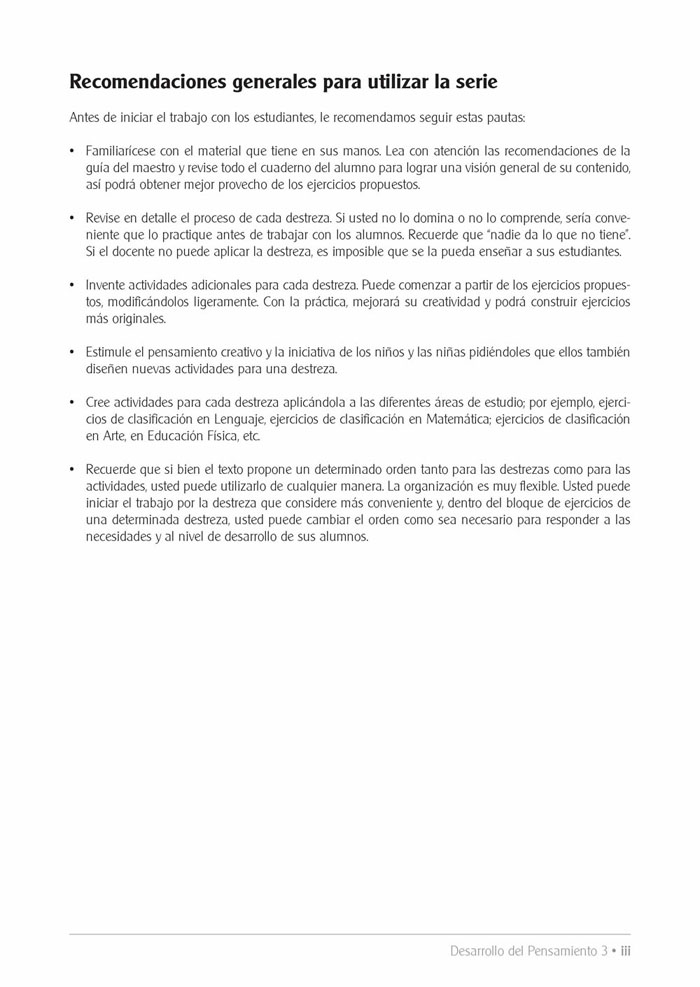 Recomendaciones generales para utilizar la serie
Antes de iniciar el trabajo con los estudiantes, le recomendamos seguir estas pautas:
• Familiarícese con el material que tiene en sus manos. Lea con atención las recomendaciones de la
guía del maestro y revise todo el cuaderno del alumno para lograr una visión general de su contenido,
así podrá obtener mejor provecho de los ejercicios propuestos.
• Revise en detalle el proceso de cada destreza. Si usted no lo domina o no lo comprende, sería conve-
niente que lo practique antes de trabajar con los alumnos. Recuerde que “nadie da lo que no tiene”.
Si el docente no puede aplicar la destreza, es imposible que se la pueda enseñar a sus estudiantes.
• Invente actividades adicionales para cada destreza. Puede comenzar a partir de los ejercicios propues-
tos, modificándolos ligeramente. Con la práctica, mejorará su creatividad y podrá construir ejercicios
más originales.
• Estimule el pensamiento creativo y la iniciativa de los niños y las niñas pidiéndoles que ellos también
diseñen nuevas actividades para una destreza.
• Cree actividades para cada destreza aplicándola a las diferentes áreas de estudio; por ejemplo, ejerci-
cios de clasificación en Lenguaje, ejercicios de clasificación en Matemática; ejercicios de clasificación
en Arte, en Educación Física, etc.
• Recuerde que si bien el texto propone un determinado orden tanto para las destrezas como para las
actividades, usted puede utilizarlo de cualquier manera. La organización es muy flexible. Usted puede
iniciar el trabajo por la destreza que considere más conveniente y, dentro del bloque de ejercicios de
una determinada destreza, usted puede cambiar el orden como sea necesario para responder a las
necesidades y al nivel de desarrollo de sus alumnos.
Desarrollo del Pensamiento 3 • iii